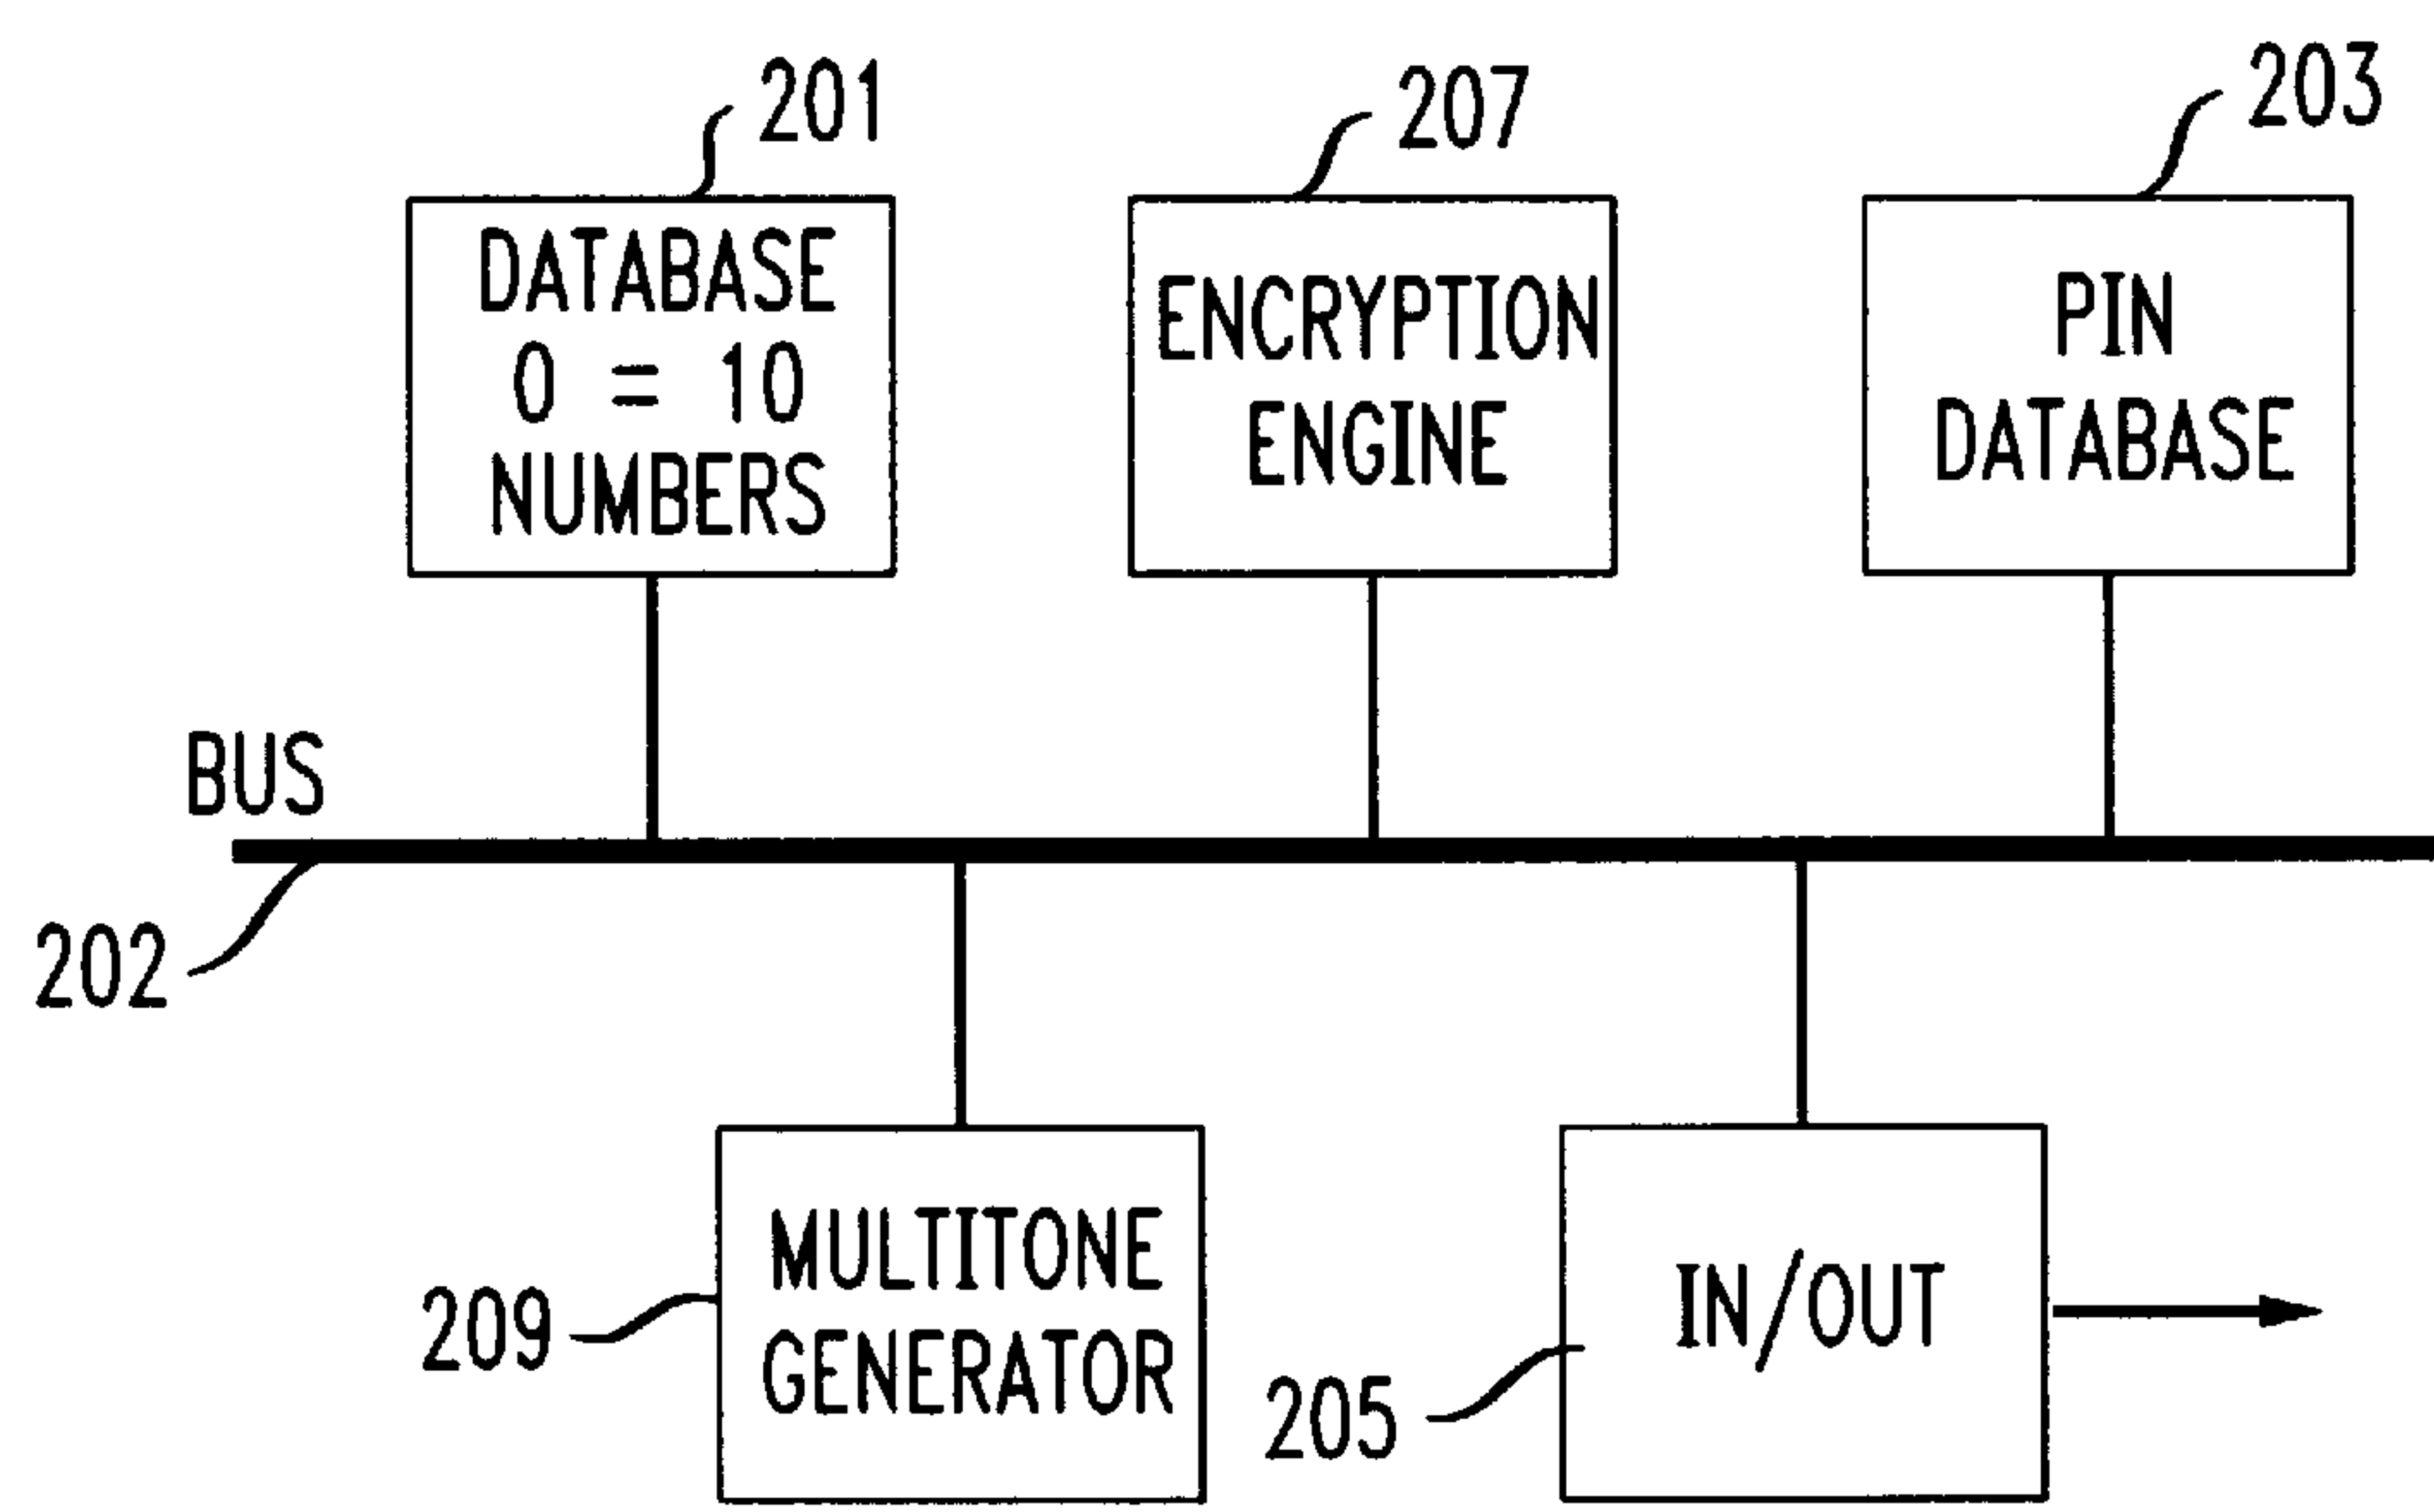 201
207
203
DATABASE
0 = 10
NUMBERS
ENCRYPTION
ENGINE
PIN
DATABASE
BUS
202
MULTITONE
GENERATOR
209
IN/OUT
205